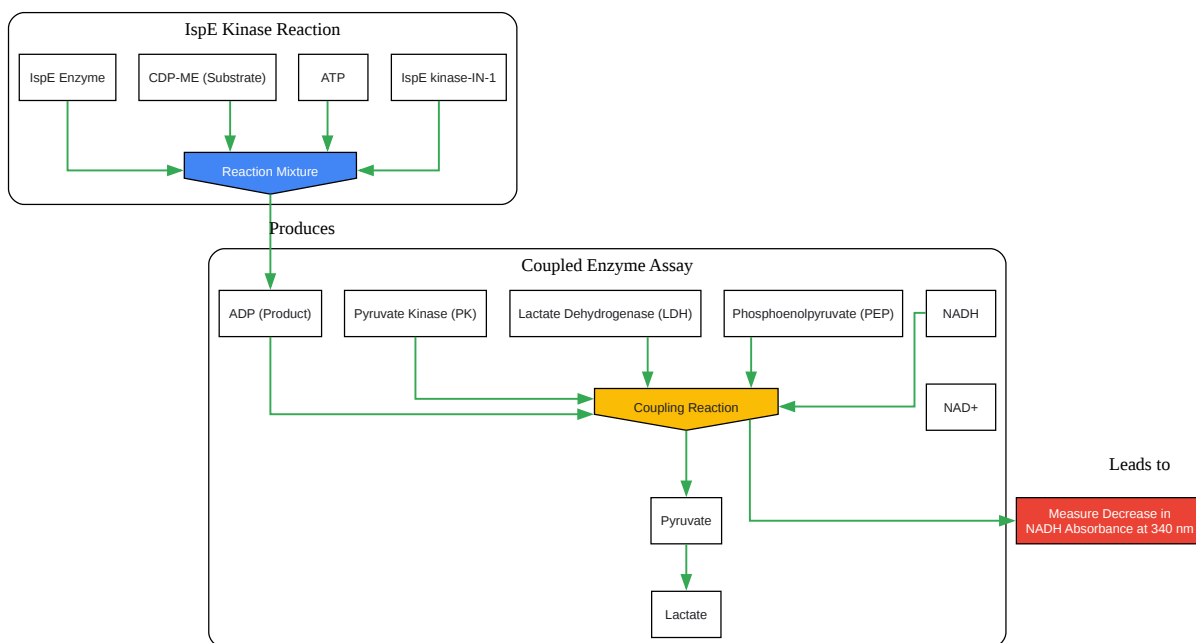 IspE Kinase Reaction
IspE Enzyme
CDP-ME (Substrate)
ATP
IspE kinase-IN-1
Reaction Mixture
Produces
Coupled Enzyme Assay
ADP (Product)
Pyruvate Kinase (PK)
Lactate Dehydrogenase (LDH)
Phosphoenolpyruvate (PEP)
NADH
Coupling Reaction
NAD+
Leads to
Measure Decrease in
NADH Absorbance at 340 nm
Pyruvate
Lactate